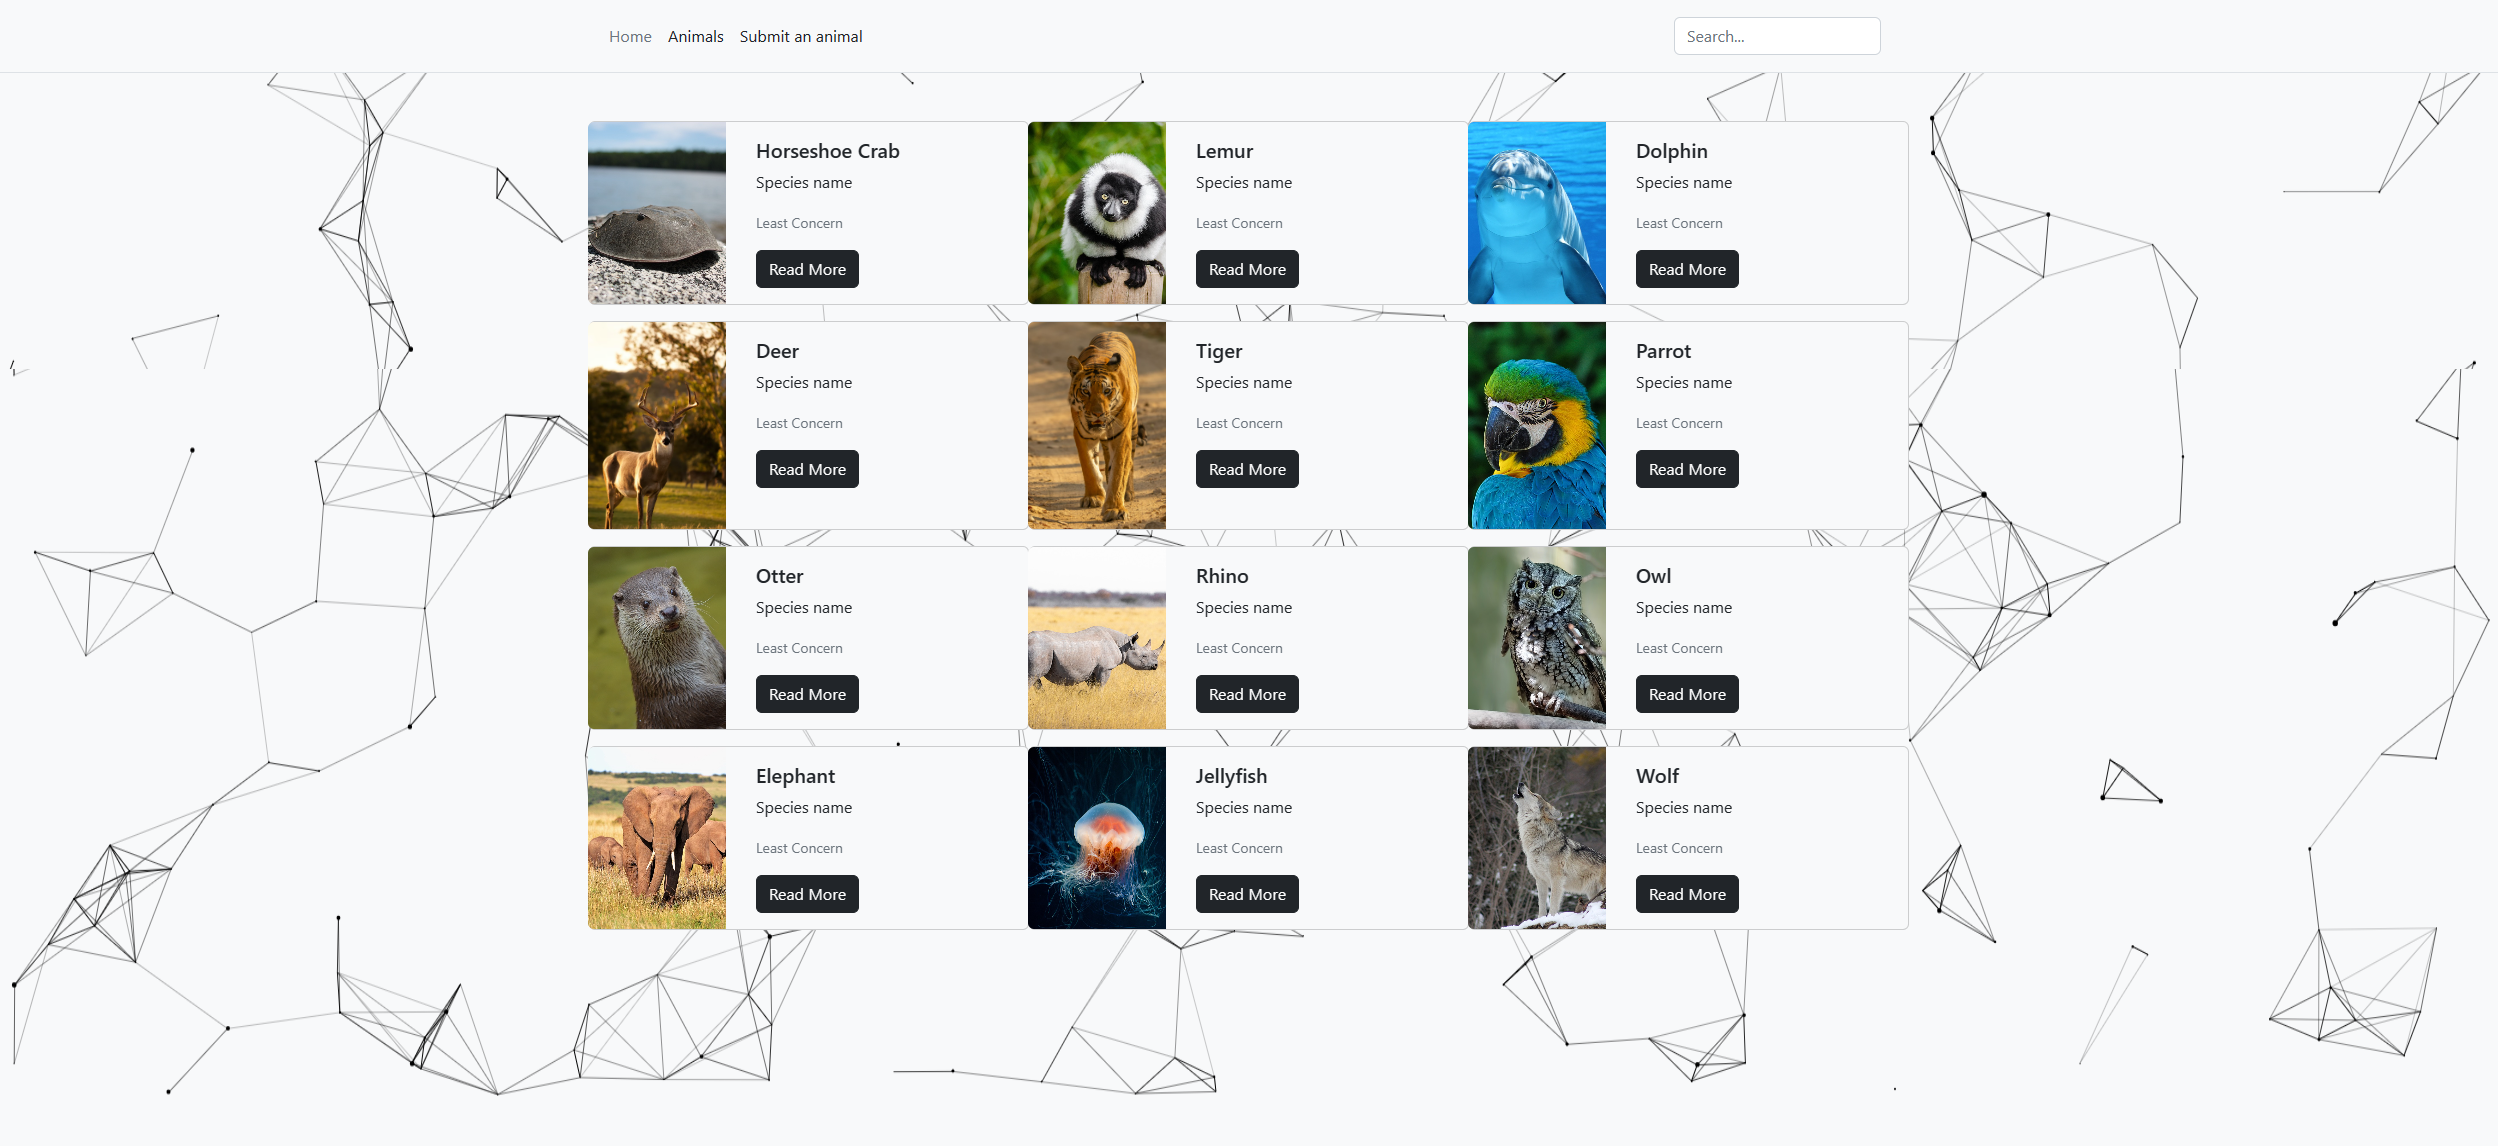 Home Animals Submit an animal Search...
Horseshoe Crab
Species name
Least Concern
Read More
Lemur
Species name
Least Concern
Read More
Dolphin
Species name
Least Concern
Read More
Deer
Species name
Least Concern
Read More
Tiger
Species name
Least Concern
Read More
Parrot
Species name
Least Concern
Read More
Otter
Species name
Least Concern
Read More
Rhino
Species name
Least Concern
Read More
Owl
Species name
Least Concern
Read More
Elephant
Species name
Least Concern
Read More
Jellyfish
Species name
Least Concern
Read More
Wolf
Species name
Least Concern
Read More